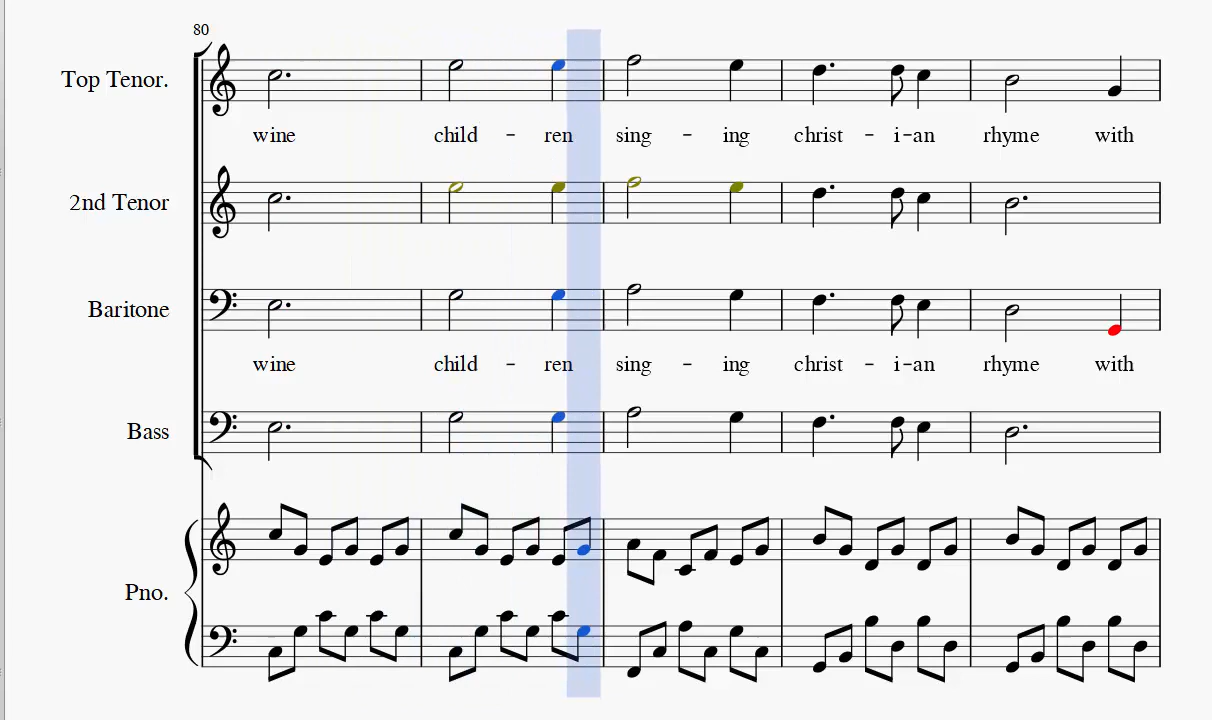 80
Top Tenor.
wine child - ren sing - ing christ - i - an rhyme with
2nd Tenor
Baritone
wine child - ren sing - ing christ - i - an rhyme with
Bass
Pno.